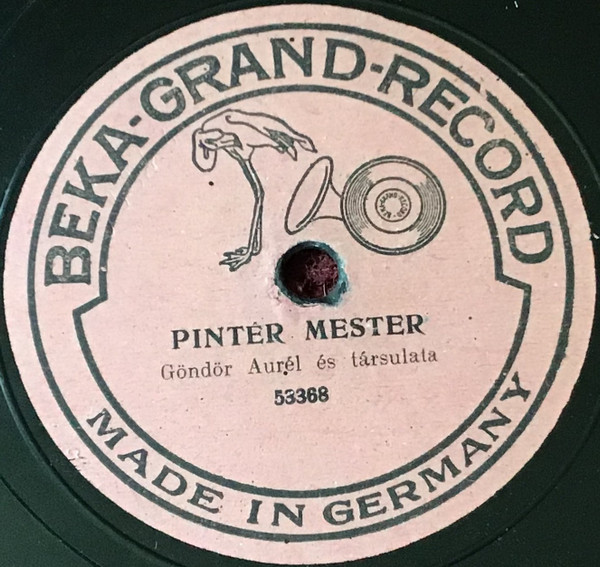 BEKA-GRAND-RECORD
PINTÉR MESTER
Göndör Aurél és társulata
53368
MADE IN GERMANY